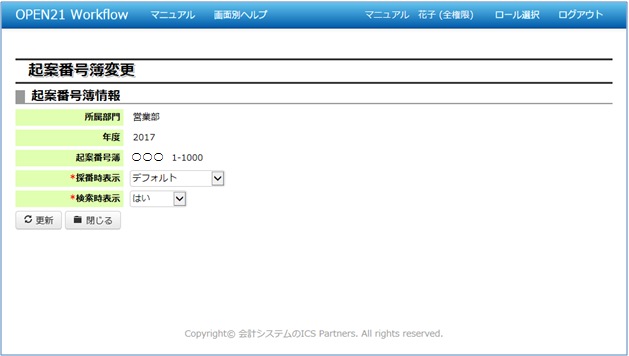 OPEN21 Workflow マニュアル 画面別ヘルプ マニュアル 花子 (全権限) ロール選択 ログアウト
起案番号簿変更
起案番号簿情報
所属部門 営業部
年度 2017
起案番号簿 〇〇〇 1-1000
*採番時表示 デフォルト
*検索時表示 はい
更新 閉じる
Copyright© 会計システムのICS Partners. All rights reserved.